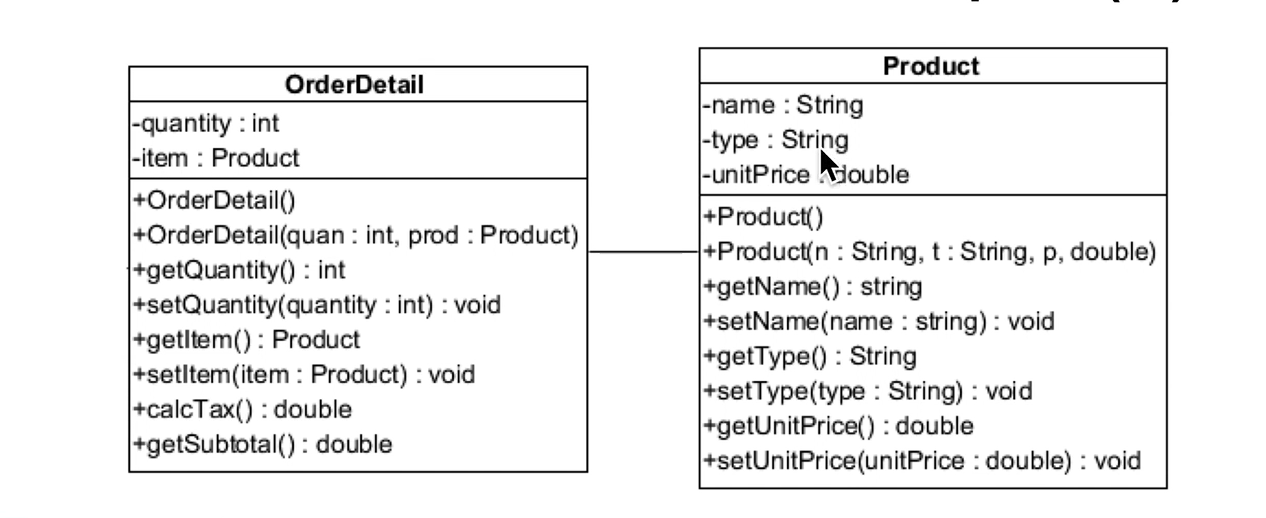 OrderDetail
-quantity : int
-item : Product
+OrderDetail()
+OrderDetail(quan : int, prod : Product)
+getQuantity() : int
+setQuantity(quantity : int) : void
+getItem() : Product
+setItem(item : Product) : void
+calcTax() : double
+getSubtotal() : double
Product
-name : String
-type : String
-unitPrice : double
+Product()
+Product(n : String, t : String, p, double)
+getName() : string
+setName(name : string) : void
+getType() : String
+setType(type : String) : void
+getUnitPrice() : double
+setUnitPrice(unitPrice : double) : void